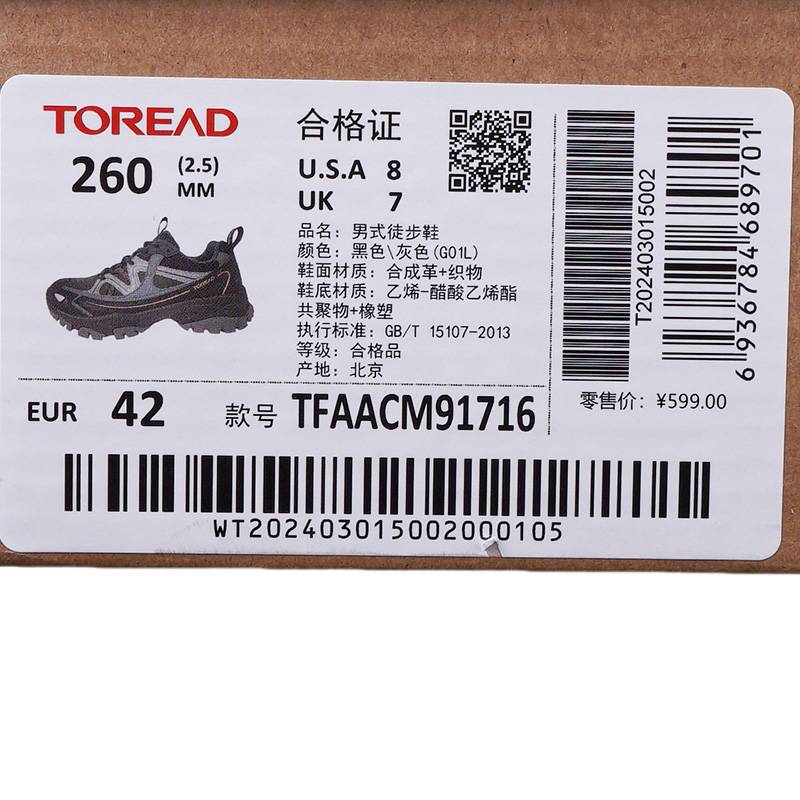 TOREAD
合格证
260 (2.5)
MM
U.S.A 8
UK 7
品名：男式徒步鞋
颜色：黑色\灰色(G01L)
鞋面材质：合成革+织物
鞋底材质：乙烯-醋酸乙烯酯
共聚物+橡塑
执行标准：GB/T 15107-2013
等级：合格品
产地：北京
TOREAD
T202403015002
6 936784 689701
零售价：¥599.00
EUR 42
款号 TFAACM91716
WT202403015002000105